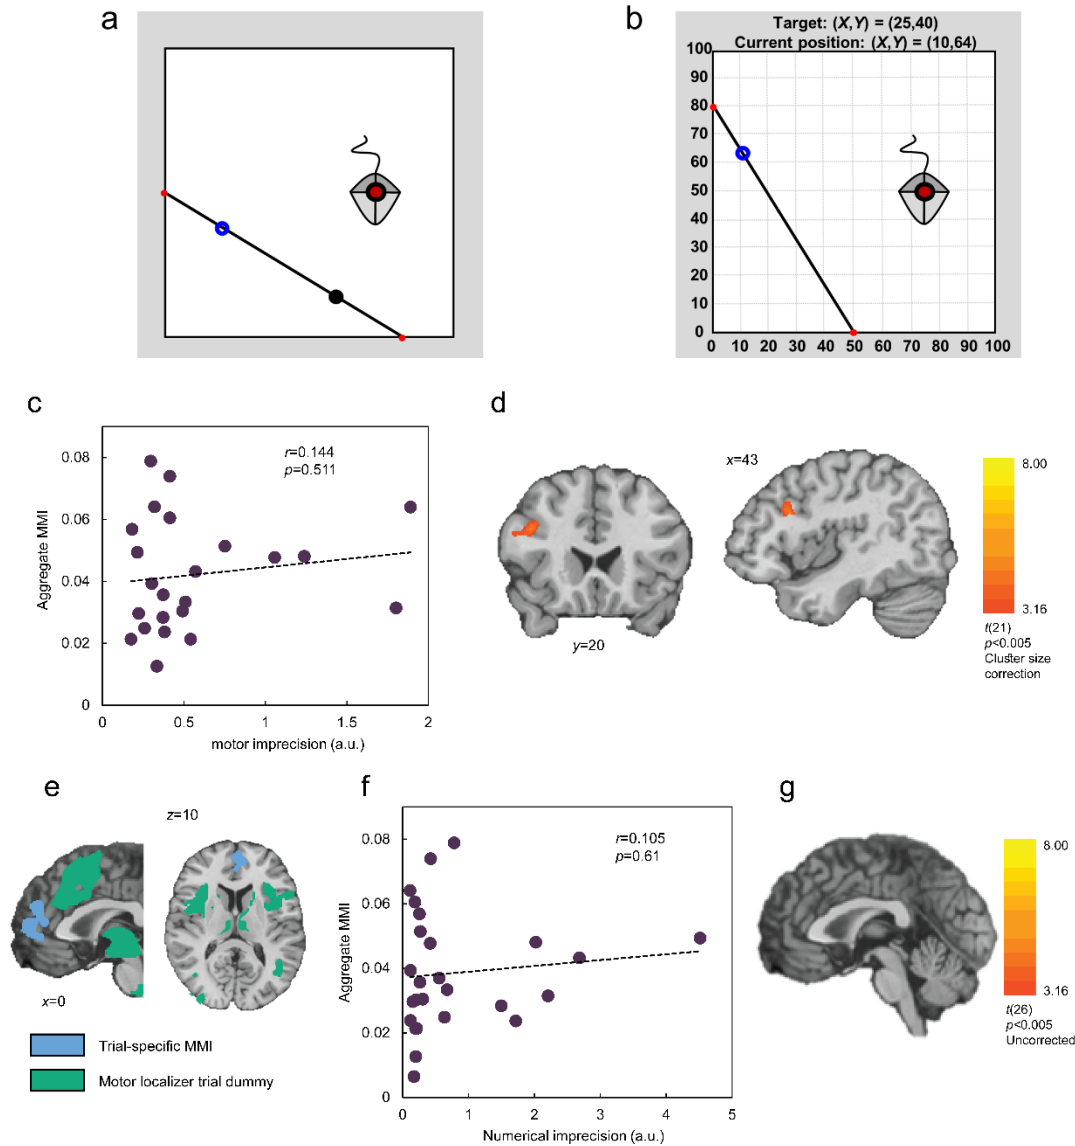 a
b
Target: (X,Y) = (25,40)
Current position: (X,Y) = (10,64)
100
90
80
70
60
50
40
30
20
10
0
0 10 20 30 40 50 60 70 80 90 100
c
r=0.144
p=0.511
Aggregate MMI
0.08
0.06
0.04
0.02
0
0 0.5 1 1.5 2
motor imprecision (a.u.)
d
x=43
y=20
8.00
3.16
t(21)
p<0.005
Cluster size
correction
e
z=10
x=0
Trial-specific MMI
Motor localizer trial dummy
f
r=0.105
p=0.61
Aggregate MMI
0.08
0.06
0.04
0.02
0
0 1 2 3 4 5
Numerical imprecision (a.u.)
g
8.00
3.16
t(26)
p<0.005
Uncorrected